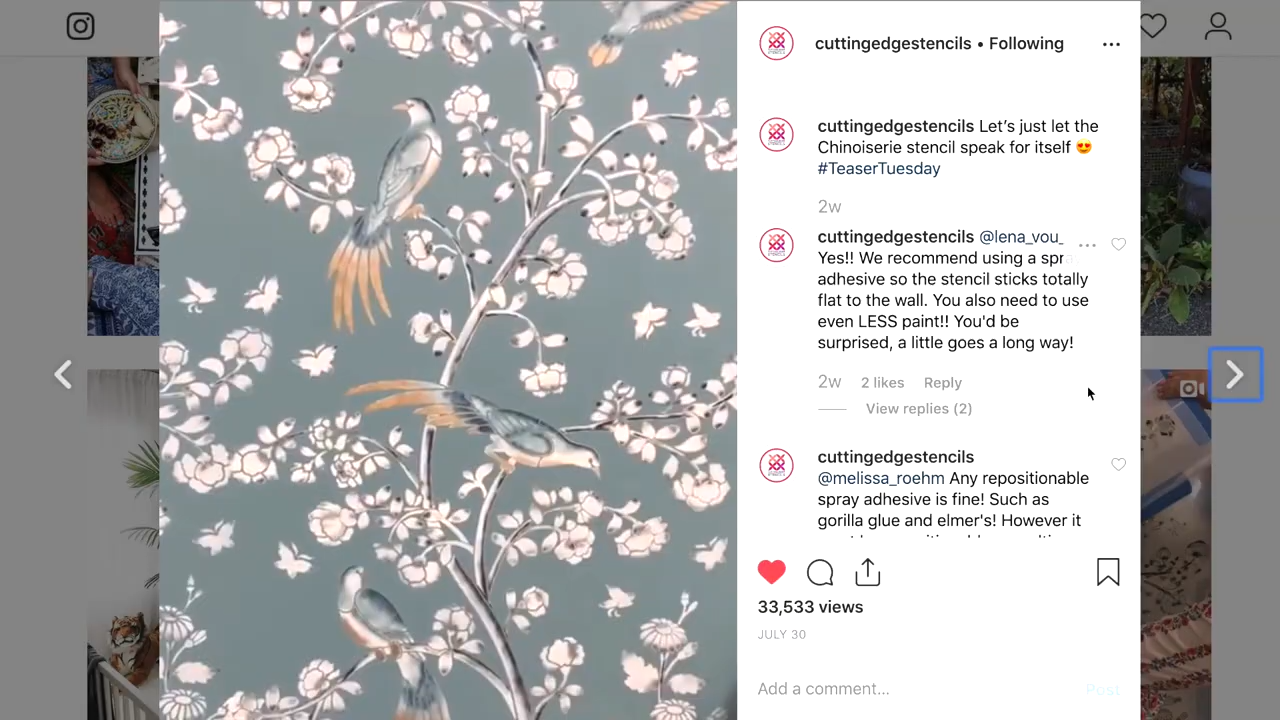 cuttingedgestencils • Following
cuttingedgestencils Let's just let the
Chinoiserie stencil speak for itself 😍
#TeaserTuesday
2w
cuttingedgestencils @lena_vou_
Yes!! We recommend using a spra
adhesive so the stencil sticks totally
flat to the wall. You also need to use
even LESS paint!! You'd be
surprised, a little goes a long way!
2w 2 likes Reply
View replies (2)
cuttingedgestencils
@melissa_roehm Any repositionable
spray adhesive is fine! Such as
gorilla glue and elmer's! However it
33,533 views
JULY 30
Add a comment...
Post